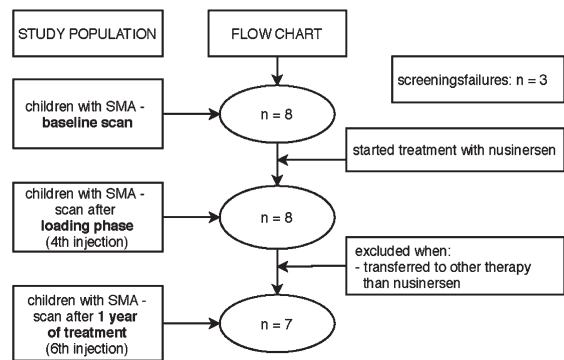 STUDY POPULATION
FLOW CHART
screeningsfailures: n = 3
children with SMA -
baseline scan
n = 8
started treatment with nusinersen
children with SMA -
scan after
loading phase
(4th injection)
n = 8
excluded when:
- transferred to other therapy
than nusinersen
children with SMA -
scan after 1 year
of treatment
(6th injection)
n = 7